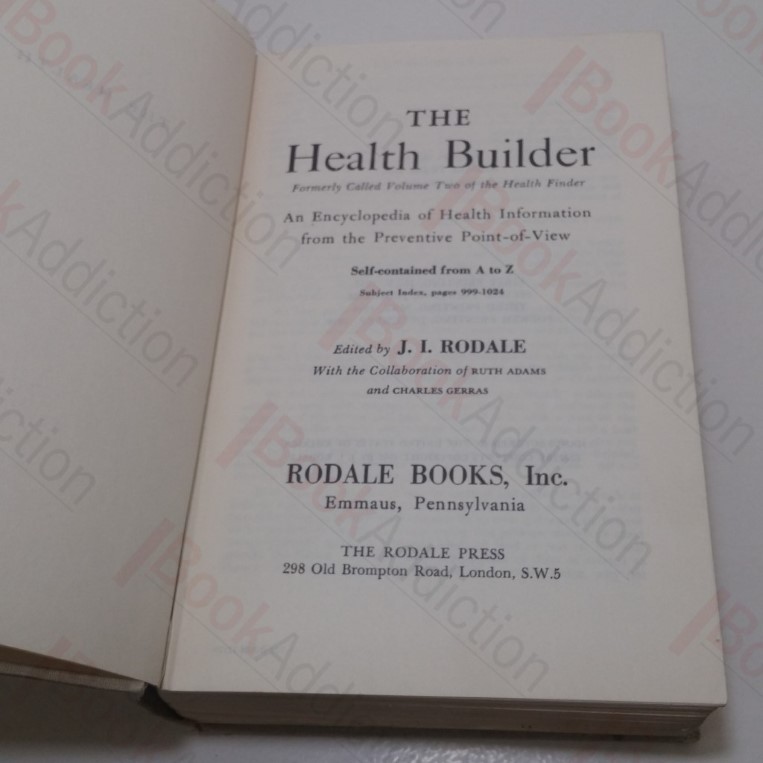 THE
Health Builder
Formerly Called Volume Two of the Health Finder
An Encyclopedia of Health Information
from the Preventive Point-of-View
Self-contained from A to Z
Subject Index, pages 999-1024
Edited by J. I. RODALE
With the Collaboration of RUTH ADAMS
and CHARLES GERRAS
RODALE BOOKS, Inc.
Emmaus, Pennsylvania
THE RODALE PRESS
298 Old Brompton Road, London, S.W.5
BookAddiction